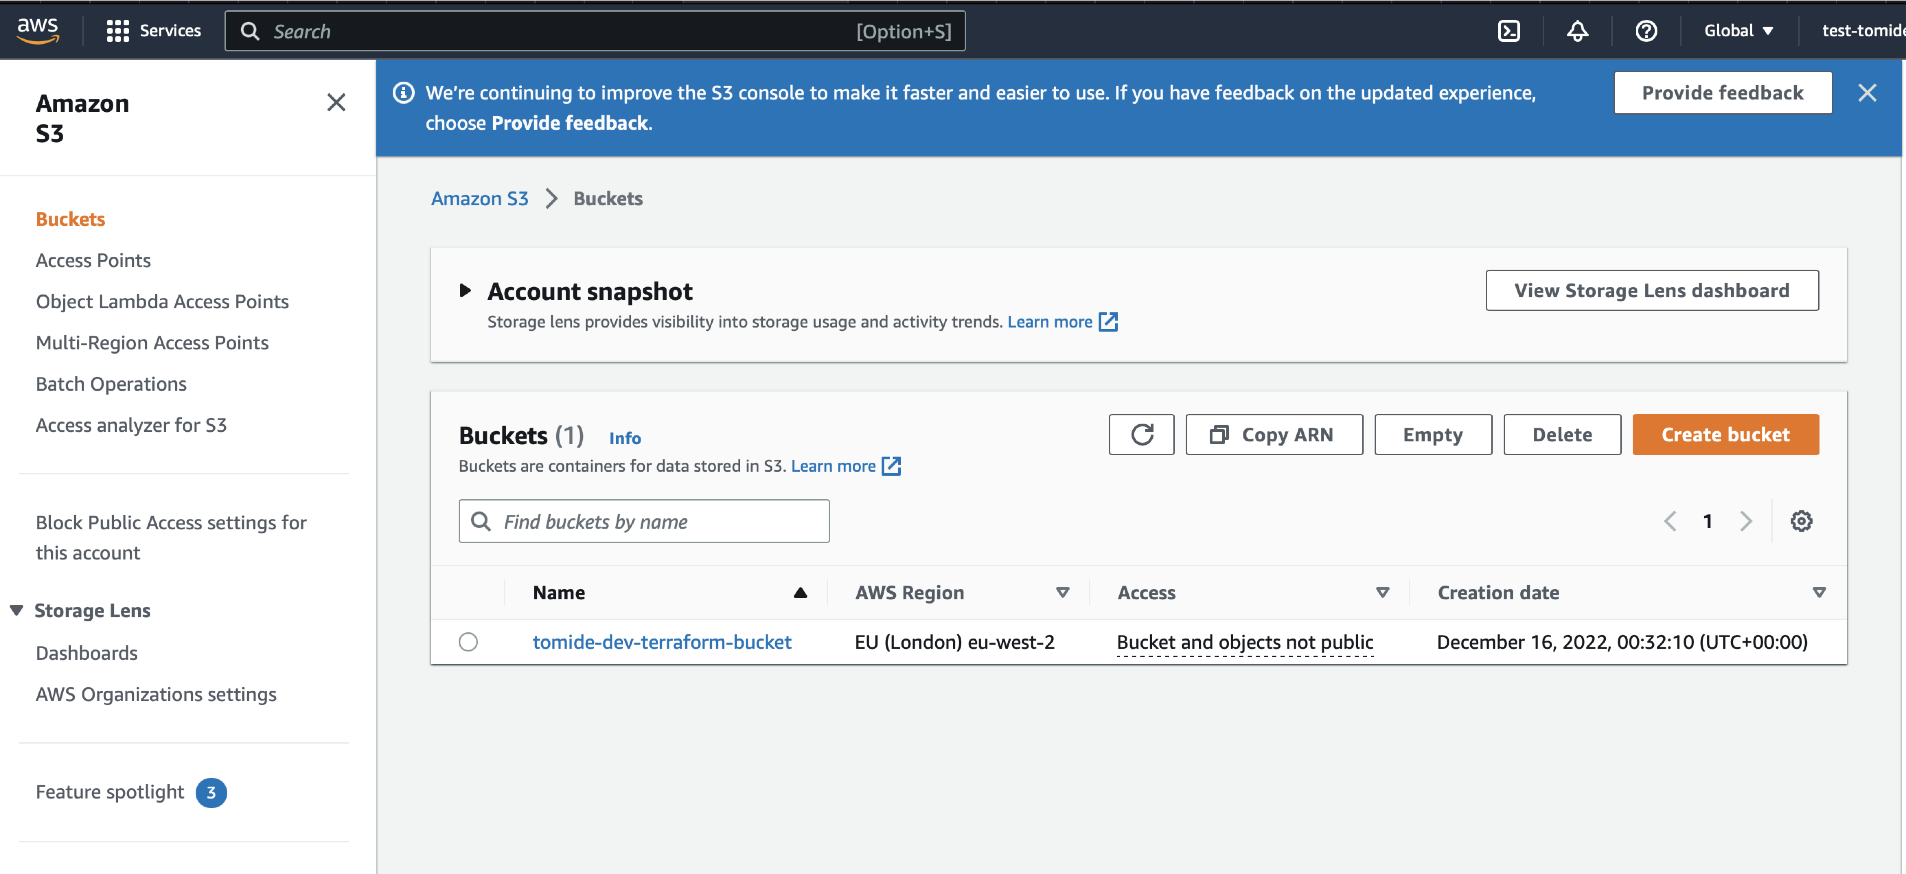 aws
Services
Search
[Option+S]
Global
test-tomide
Amazon
S3
Buckets
Access Points
Object Lambda Access Points
Multi-Region Access Points
Batch Operations
Access analyzer for S3
Block Public Access settings for
this account
Storage Lens
Dashboards
AWS Organizations settings
Feature spotlight 3
We’re continuing to improve the S3 console to make it faster and easier to use. If you have feedback on the updated experience,
choose Provide feedback.
Provide feedback
Amazon S3 Buckets
Account snapshot
Storage lens provides visibility into storage usage and activity trends. Learn more
View Storage Lens dashboard
Buckets (1) Info
Buckets are containers for data stored in S3. Learn more
Copy ARN
Empty
Delete
Create bucket
Find buckets by name
1
Name AWS Region Access Creation date
tomide-dev-terraform-bucket EU (London) eu-west-2 Bucket and objects not public December 16, 2022, 00:32:10 (UTC+00:00)